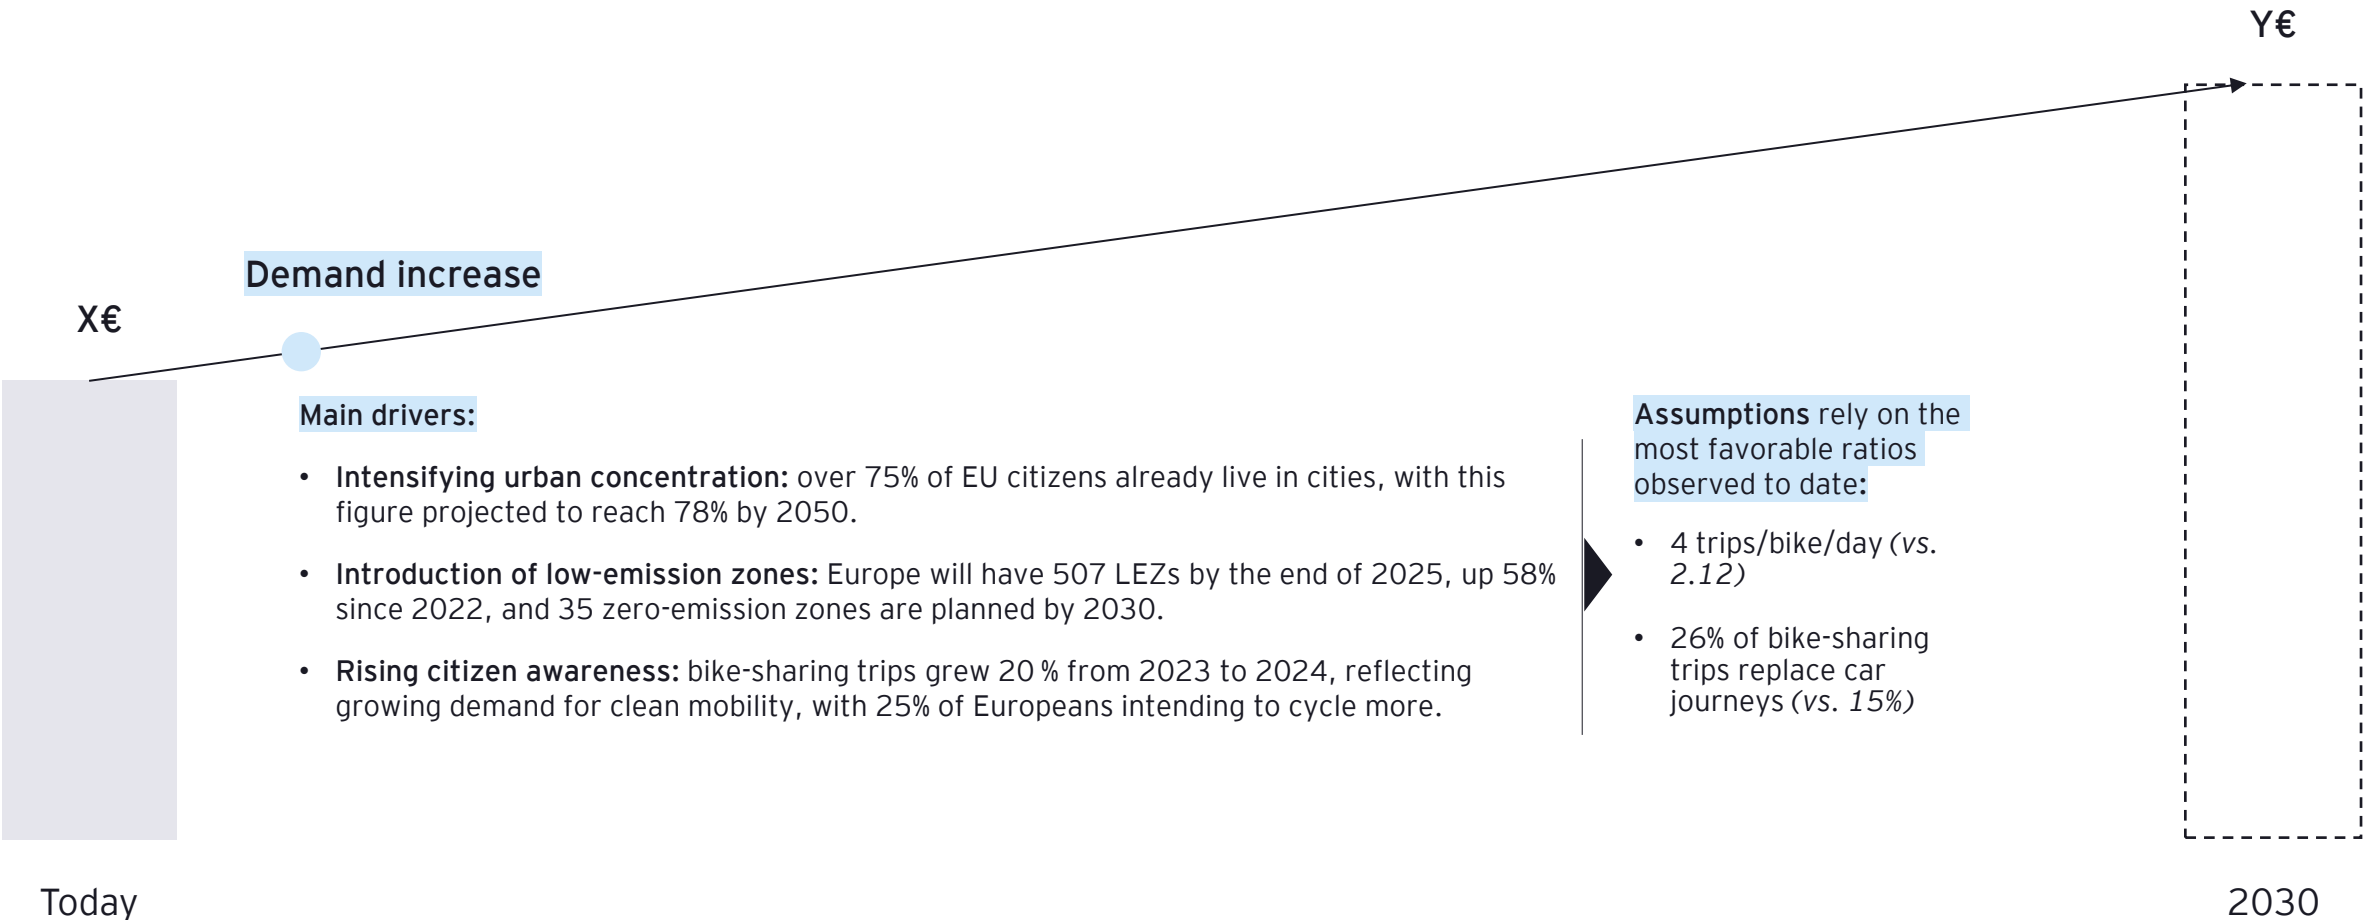 Y€
Demand increase
X€
Main drivers:
• Intensifying urban concentration: over 75% of EU citizens already live in cities, with this
figure projected to reach 78% by 2050.
• Introduction of low-emission zones: Europe will have 507 LEZs by the end of 2025, up 58%
since 2022, and 35 zero-emission zones are planned by 2030.
• Rising citizen awareness: bike-sharing trips grew 20 % from 2023 to 2024, reflecting
growing demand for clean mobility, with 25% of Europeans intending to cycle more.
Assumptions rely on the
most favorable ratios
observed to date:
• 4 trips/bike/day (vs.
2.12)
• 26% of bike-sharing
trips replace car
journeys (vs. 15%)
Today
2030